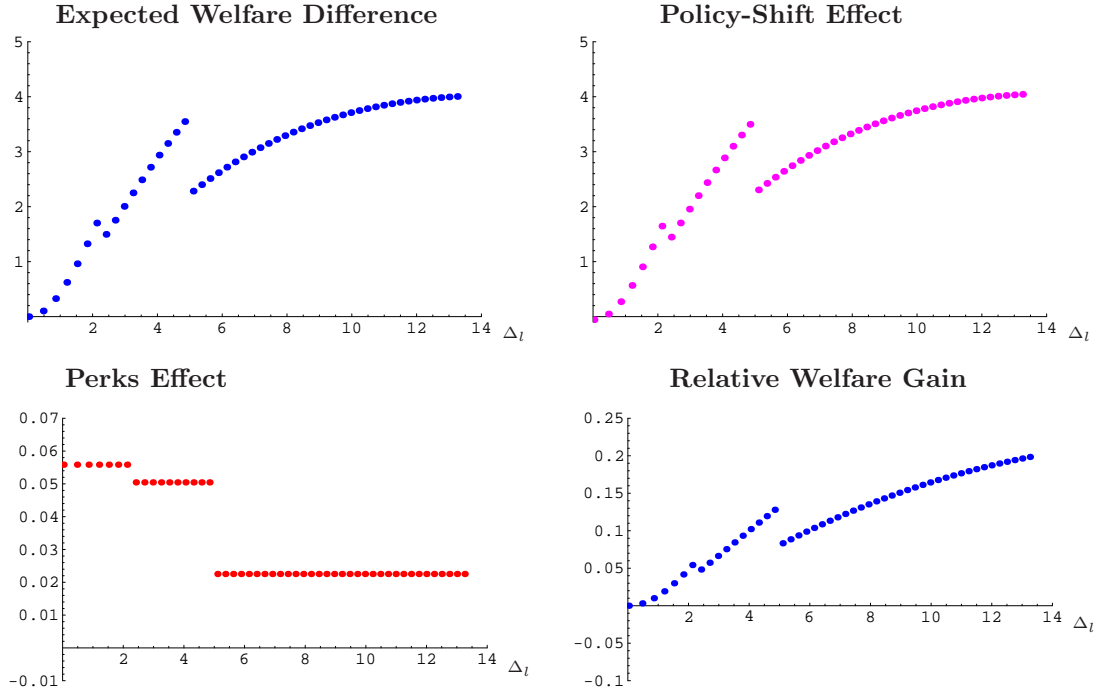 Expected Welfare Difference
5
4
3
2
1
2 4 6 8 10 12 14
Δl
Policy-Shift Effect
5
4
3
2
1
2 4 6 8 10 12 14
Δl
Perks Effect
0.07
0.06
0.05
0.04
0.03
0.02
0.01
-0.01
2 4 6 8 10 12 14
Δl
Relative Welfare Gain
0.25
0.2
0.15
0.1
0.05
-0.05
-0.1
2 4 6 8 10 12 14
Δl